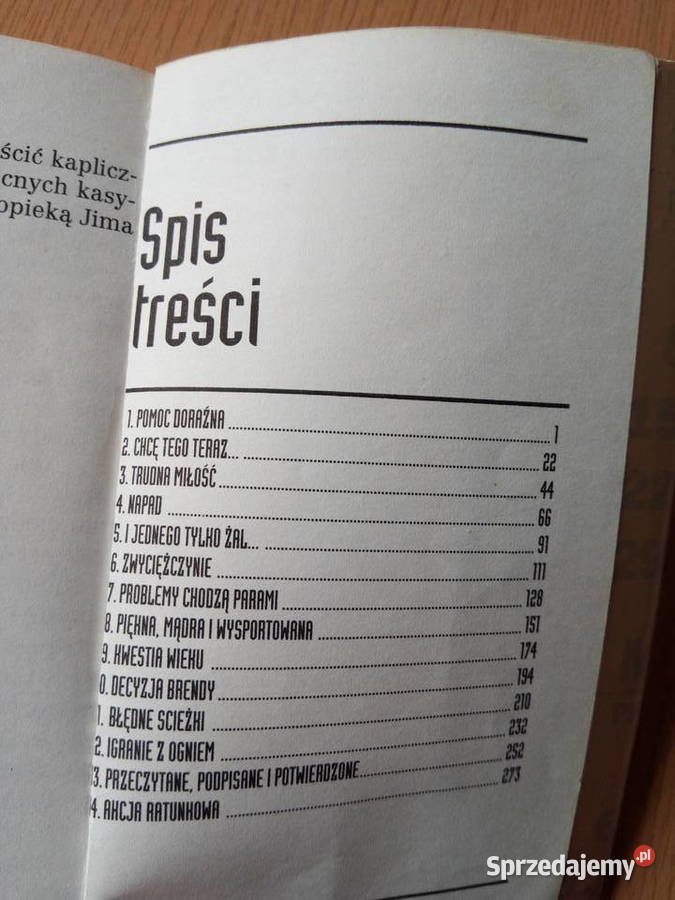 ścić kaplicz-
cnych kasy-
opieką Jima
Spis
treści
1. POMOC DORAŹNA ... 1
2. CHCĘ TEGO TERAZ... 22
3. TRUDNA MIŁOŚĆ ... 44
4. NAPAD ... 66
5. I JEDNEGO TYLKO ŻAL... ... 91
6. ZWYCIĘŻCZYNIE ... 111
7. PROBLEMY CHODZĄ PARAMI ... 128
8. PIĘKNA, MĄDRA I WYSPORTOWANA ... 151
9. KWESTIA WIEKU ... 174
0. DECYZJA BRENDY ... 194
1. BŁĘDNE SCIEŻKI ... 210
2. IGRANIE Z OGNIEM ... 232
3. PRZECZYTANE, PODPISANE I POTWIERDZONE ... 252
4. AKCJA RATUNKOWA ... 273
Sprzedajemy.pl